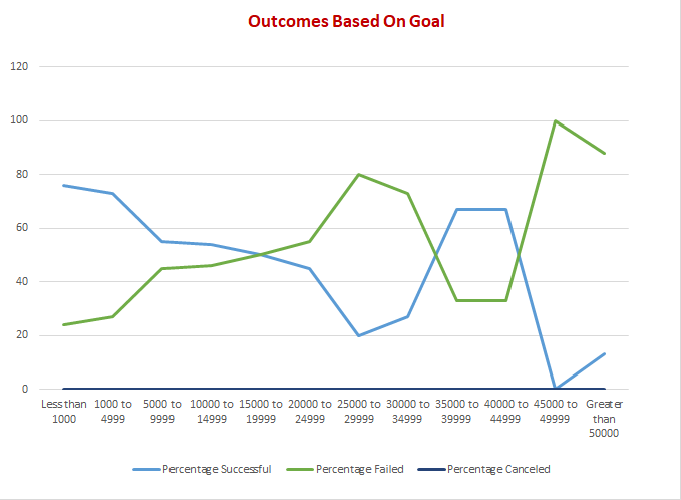 Outcomes Based On Goal
120
100
80
60
40
20
0
Less than 1000 to 5000 to 10000 to 15000 to 20000 to 25000 to 30000 to 35000 to 40000 to 45000 to Greater
1000 4999 9999 14999 19999 24999 29999 34999 39999 44999 49999 than
50000
Percentage Successful Percentage Failed Percentage Canceled